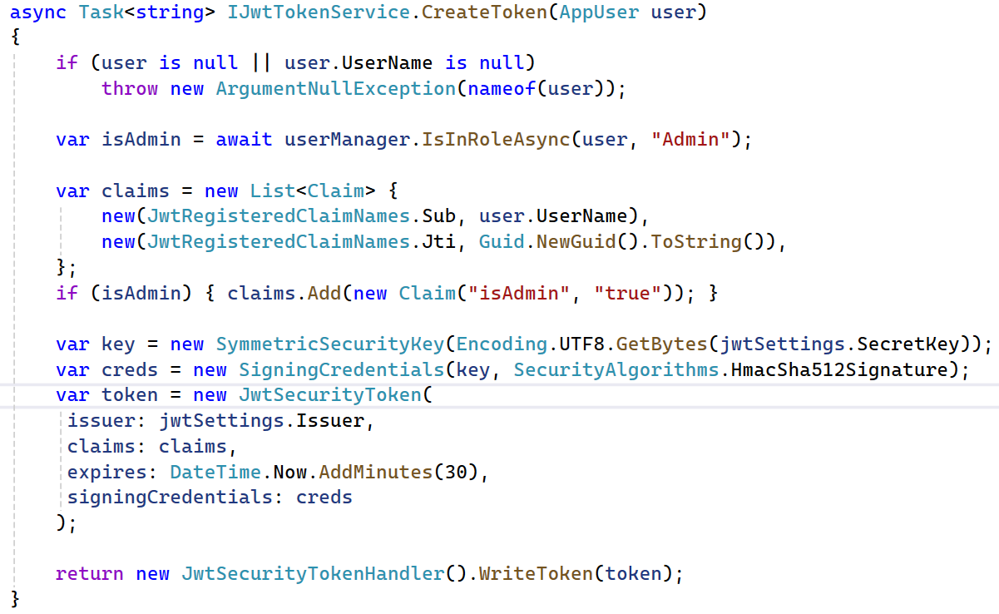 async Task<string> IJwtTokenService.CreateToken(AppUser user)
{
    if (user is null || user.UserName is null)
        throw new ArgumentNullException(nameof(user));

    var isAdmin = await userManager.IsInRoleAsync(user, "Admin");

    var claims = new List<Claim> {
        new(JwtRegisteredClaimNames.Sub, user.UserName),
        new(JwtRegisteredClaimNames.Jti, Guid.NewGuid().ToString()),
    };
    if (isAdmin) { claims.Add(new Claim("isAdmin", "true")); }

    var key = new SymmetricSecurityKey(Encoding.UTF8.GetBytes(jwtSettings.SecretKey));
    var creds = new SigningCredentials(key, SecurityAlgorithms.HmacSha512Signature);
    var token = new JwtSecurityToken(
     issuer: jwtSettings.Issuer,
     claims: claims,
     expires: DateTime.Now.AddMinutes(30),
     signingCredentials: creds
    );

    return new JwtSecurityTokenHandler().WriteToken(token);
}